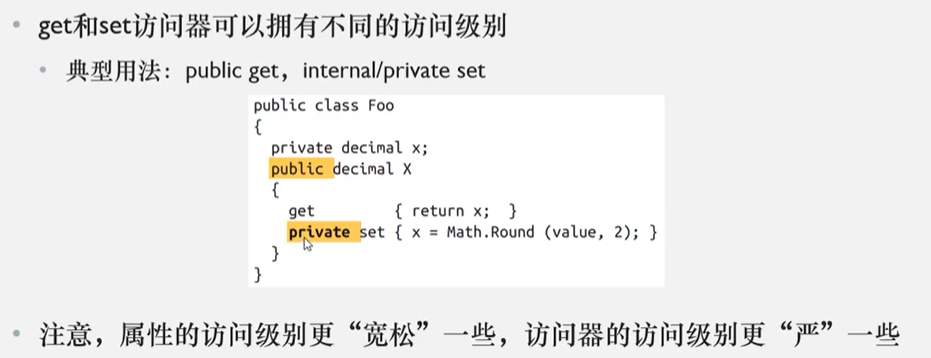 get和set访问器可以拥有不同的访问级别
典型用法：public get，internal/private set
public class Foo
{
private decimal x;
public decimal X
{
get { return x; }
private set { x = Math.Round (value, 2); }
}
}
注意，属性的访问级别更“宽松”一些，访问器的访问级别更“严”一些